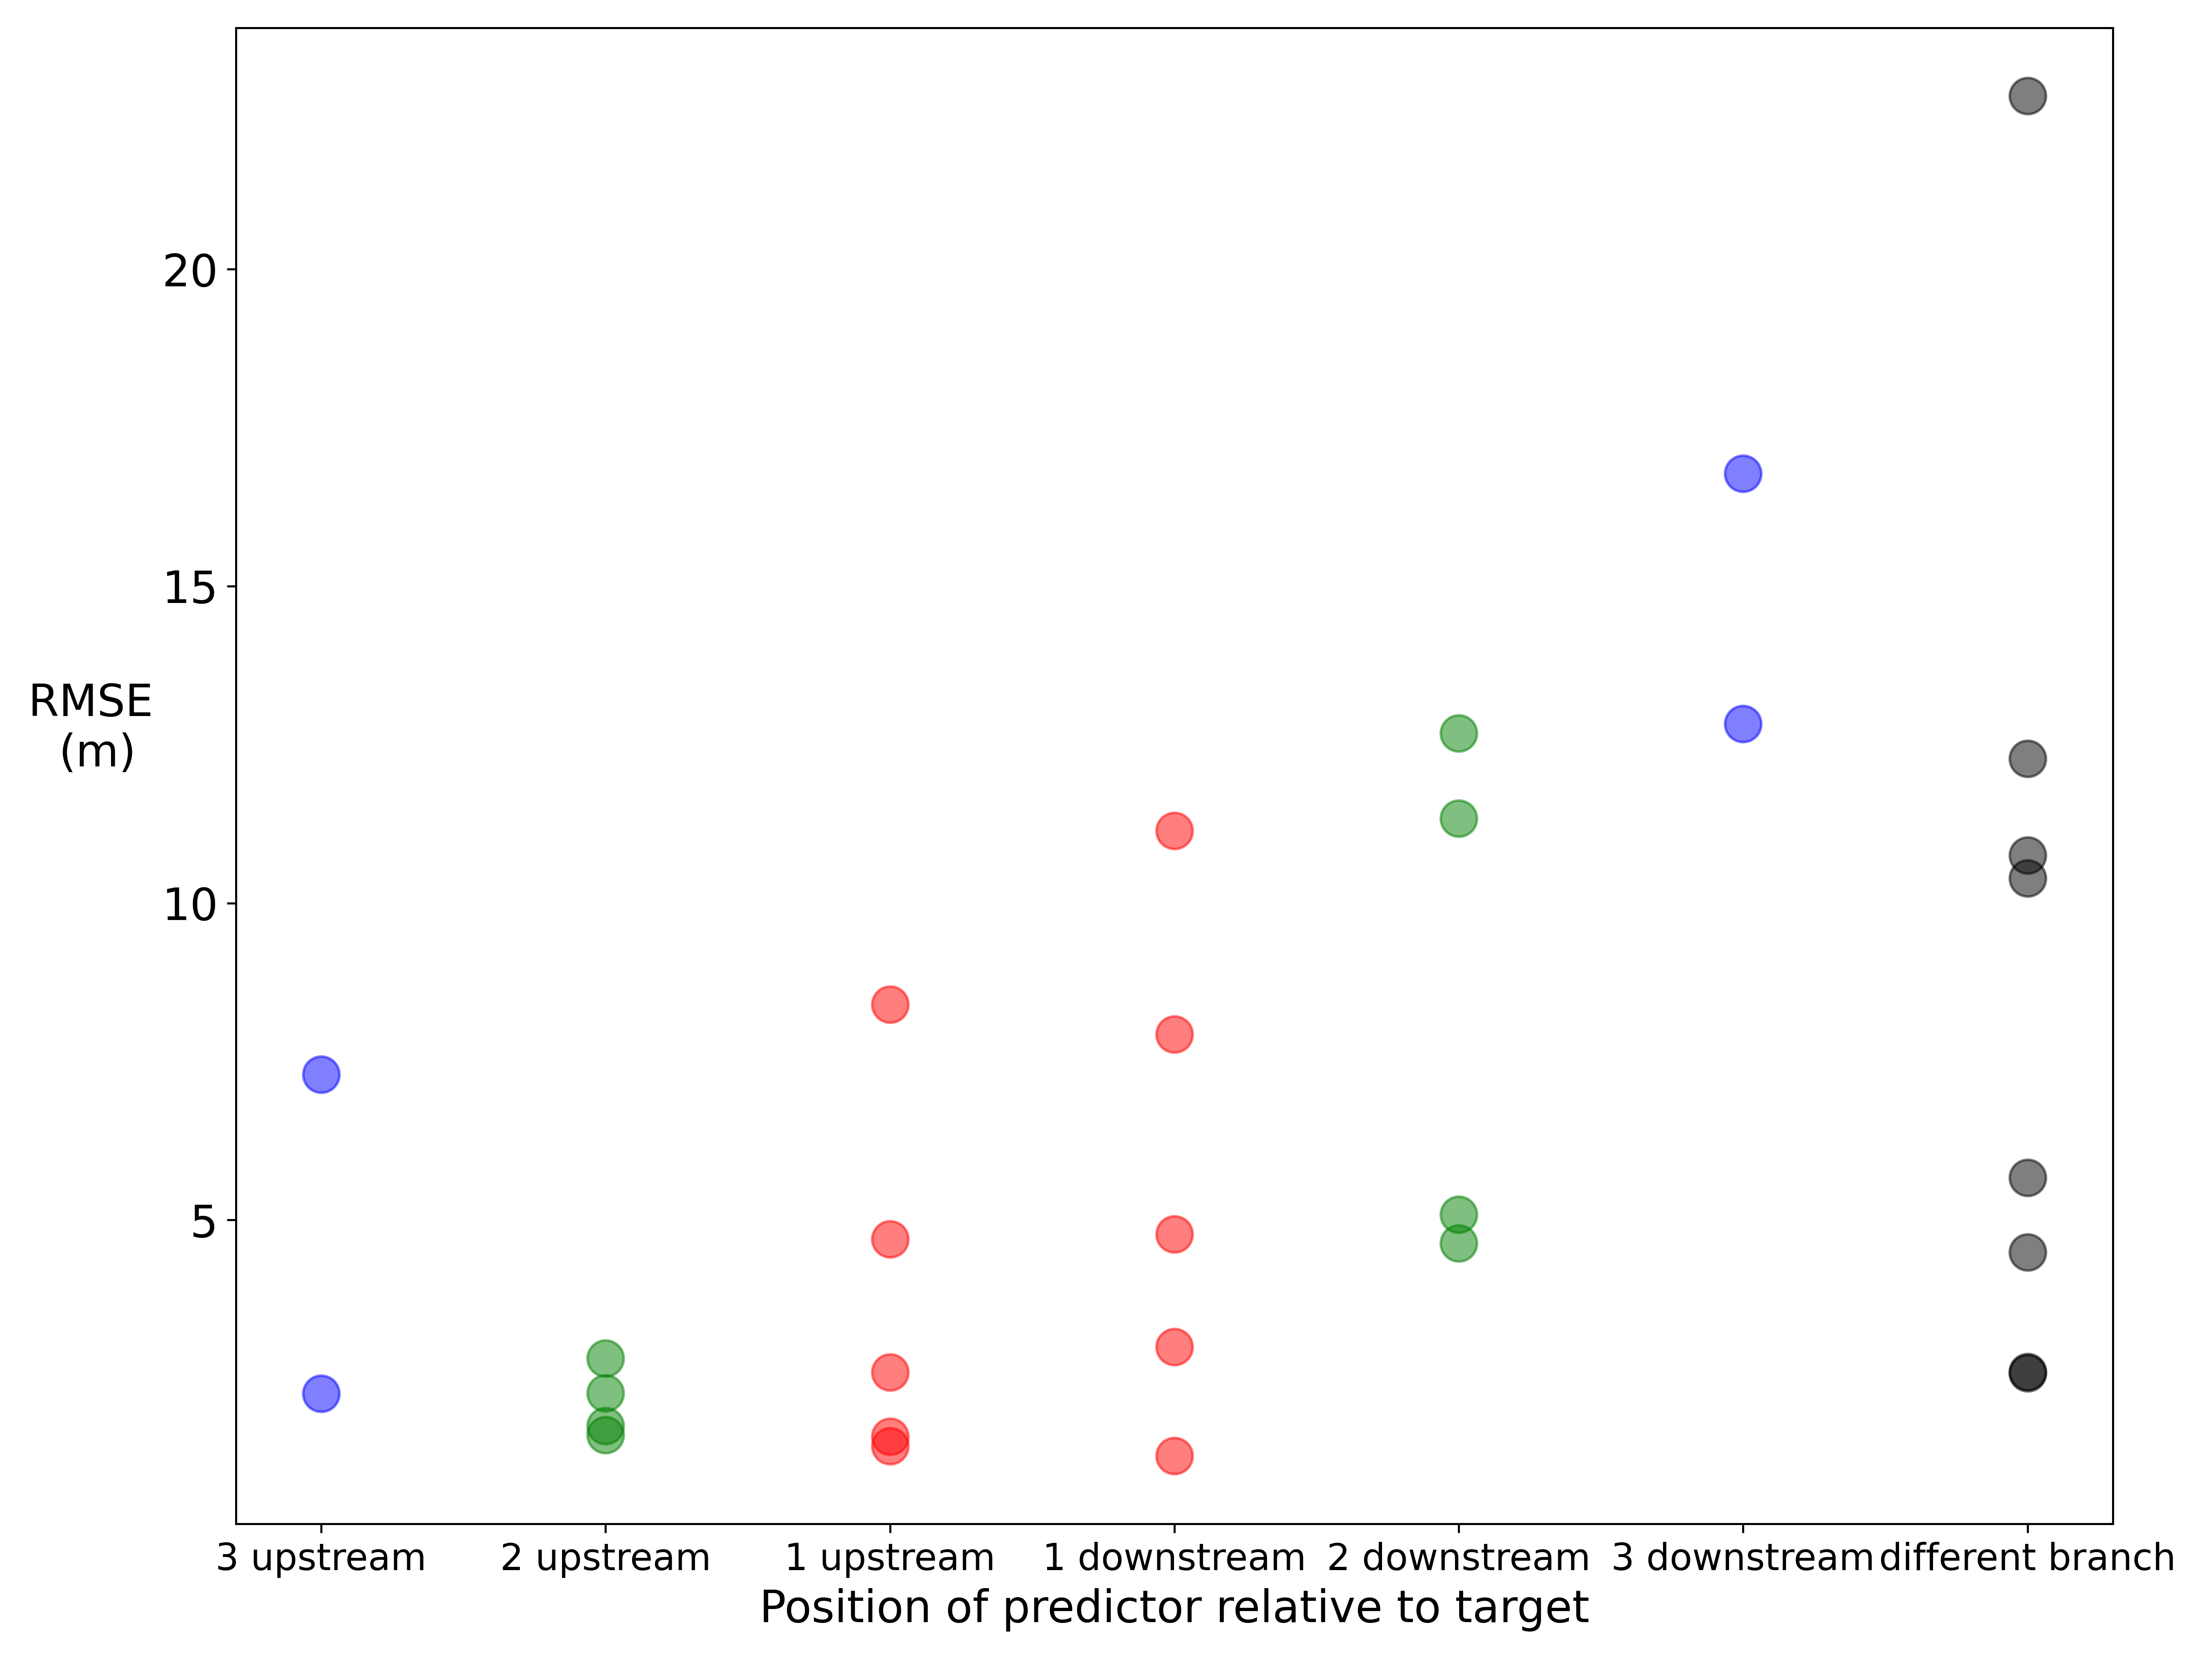 20
15
RMSE
(m)
10
5
3 upstream 2 upstream 1 upstream 1 downstream 2 downstream 3 downstream different branch
Position of predictor relative to target